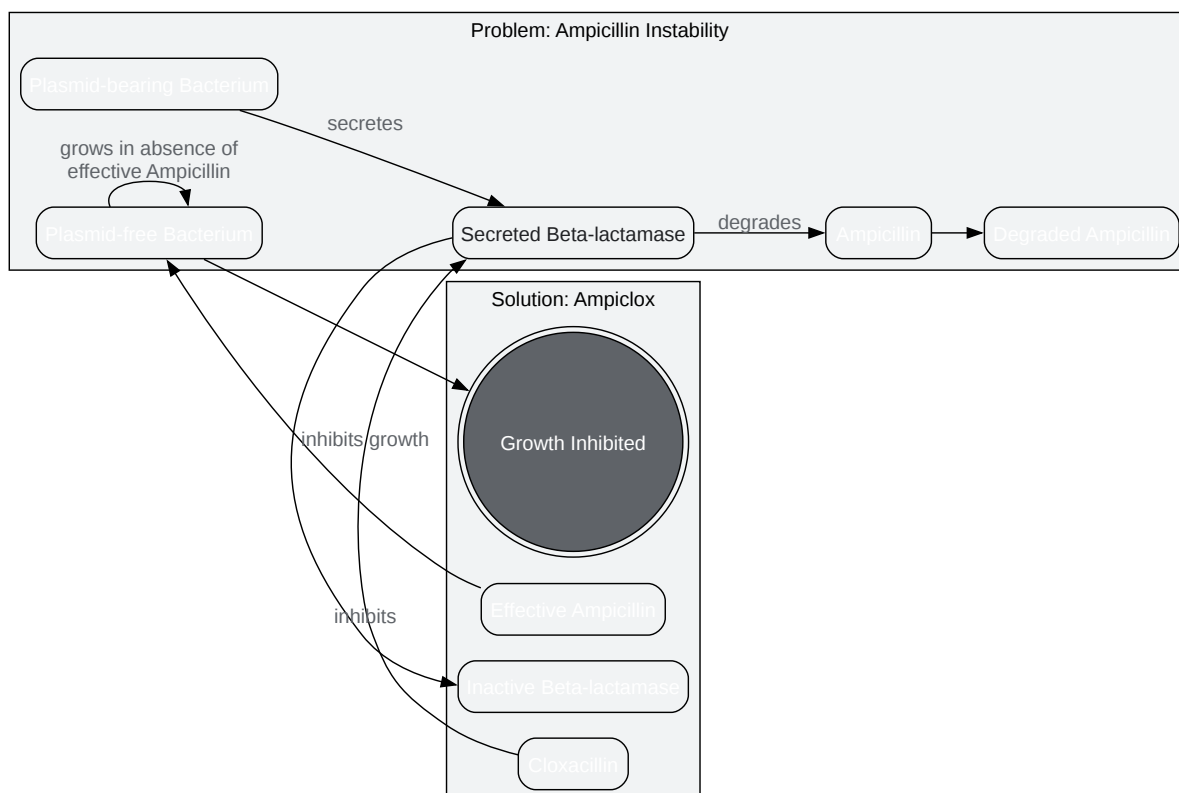 Problem: Ampicillin Instability
Plasmid-bearing Bacterium
secretes
grows in absence of
effective Ampicillin
Plasmid-free Bacterium
Secreted Beta-lactamase
degrades
Ampicillin
Degraded Ampicillin
Solution: Ampiclox
Growth Inhibited
inhibits growth
Effective Ampicillin
inhibits
Inactive Beta-lactamase
Cloxacillin